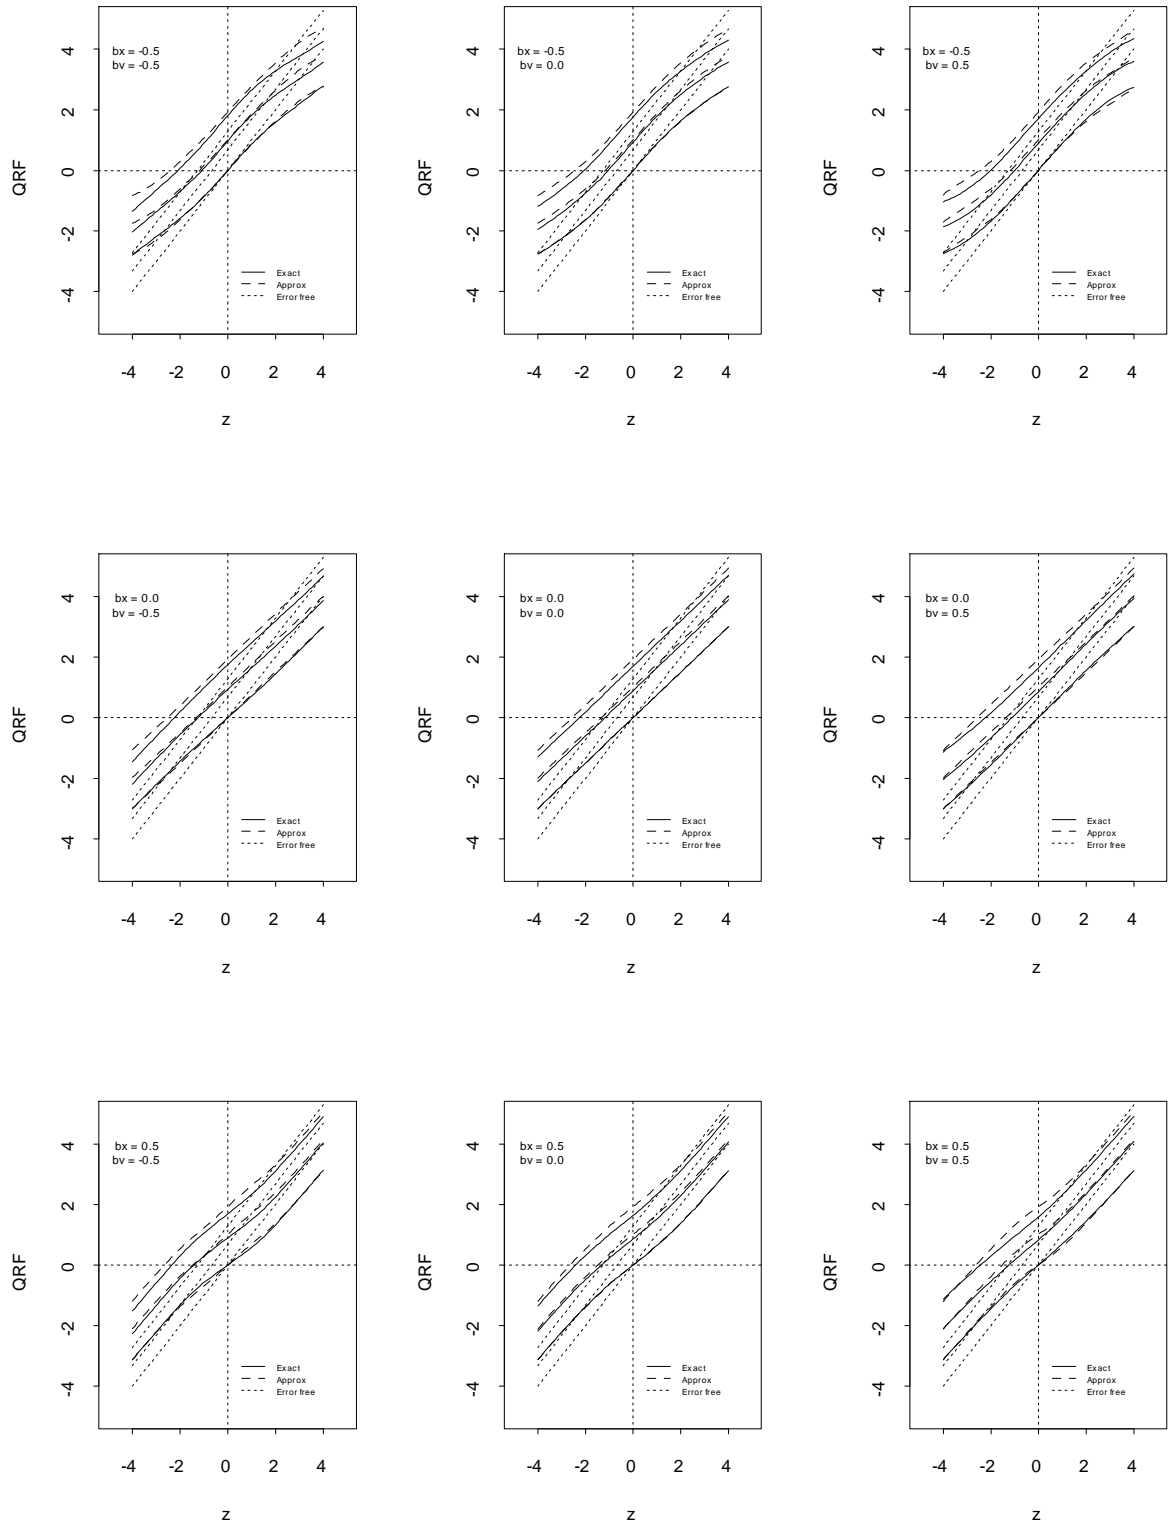 QRF
4
2
0
-2
-4
bx = -0.5
bv = -0.5
Exact
Approx
Error free
-4 -2 0 2 4
z
QRF
4
2
0
-2
-4
bx = -0.5
bv = 0.0
Exact
Approx
Error free
-4 -2 0 2 4
z
QRF
4
2
0
-2
-4
bx = -0.5
bv = 0.5
Exact
Approx
Error free
-4 -2 0 2 4
z
QRF
4
2
0
-2
-4
bx = 0.0
bv = -0.5
Exact
Approx
Error free
-4 -2 0 2 4
z
QRF
4
2
0
-2
-4
bx = 0.0
bv = 0.0
Exact
Approx
Error free
-4 -2 0 2 4
z
QRF
4
2
0
-2
-4
bx = 0.0
bv = 0.5
Exact
Approx
Error free
-4 -2 0 2 4
z
QRF
4
2
0
-2
-4
bx = 0.5
bv = -0.5
Exact
Approx
Error free
-4 -2 0 2 4
z
QRF
4
2
0
-2
-4
bx = 0.5
bv = 0.0
Exact
Approx
Error free
-4 -2 0 2 4
z
QRF
4
2
0
-2
-4
bx = 0.5
bv = 0.5
Exact
Approx
Error free
-4 -2 0 2 4
z